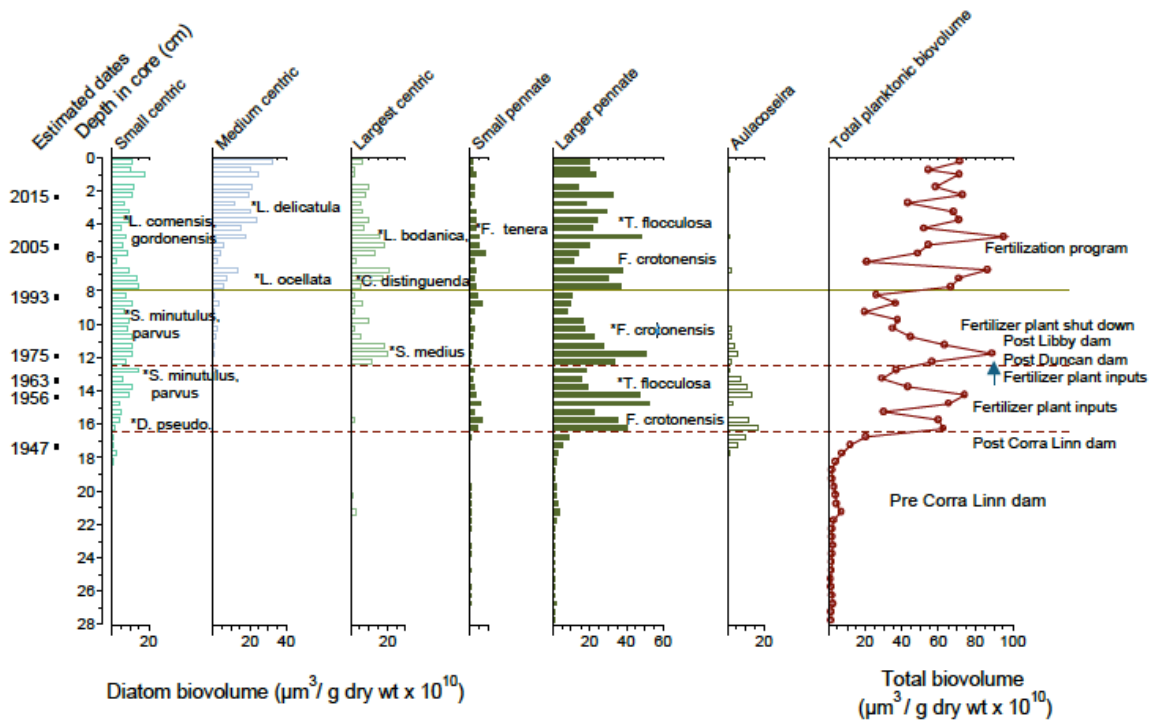 Estimated dates
Depth in core (cm)
Small centric
Medium centric
Largest centric
Small pennate
Larger pennate
Aulacoseira
Total planktonic biovolume
0
2
2015
4
2005
6
1993
8
10
1975
12
1963
14
1956
16
1947
18
20
22
24
26
28
*L. comensis,
gordonensis
*L. delicatula
*L. ocellata
*L. bodanica,
*C. distinguenda
*F. tenera
*T. flocculosa
F. crotonensis
Fertilization program
*S. minutulus,
parvus
*S. medius
*F. crotonensis
Fertilizer plant shut down
Post Libby dam
Post Duncan dam
Fertilizer plant inputs
*S. minutulus,
parvus
*D. pseudo.
*T. flocculosa
F. crotonensis
Fertilizer plant inputs
Post Corra Linn dam
Pre Corra Linn dam
20
20 40
20
20 40 60
20
0 20 40 60 80 100
Diatom biovolume (µm³/ g dry wt x 10¹⁰)
Total biovolume
(µm³ / g dry wt x 10¹⁰)